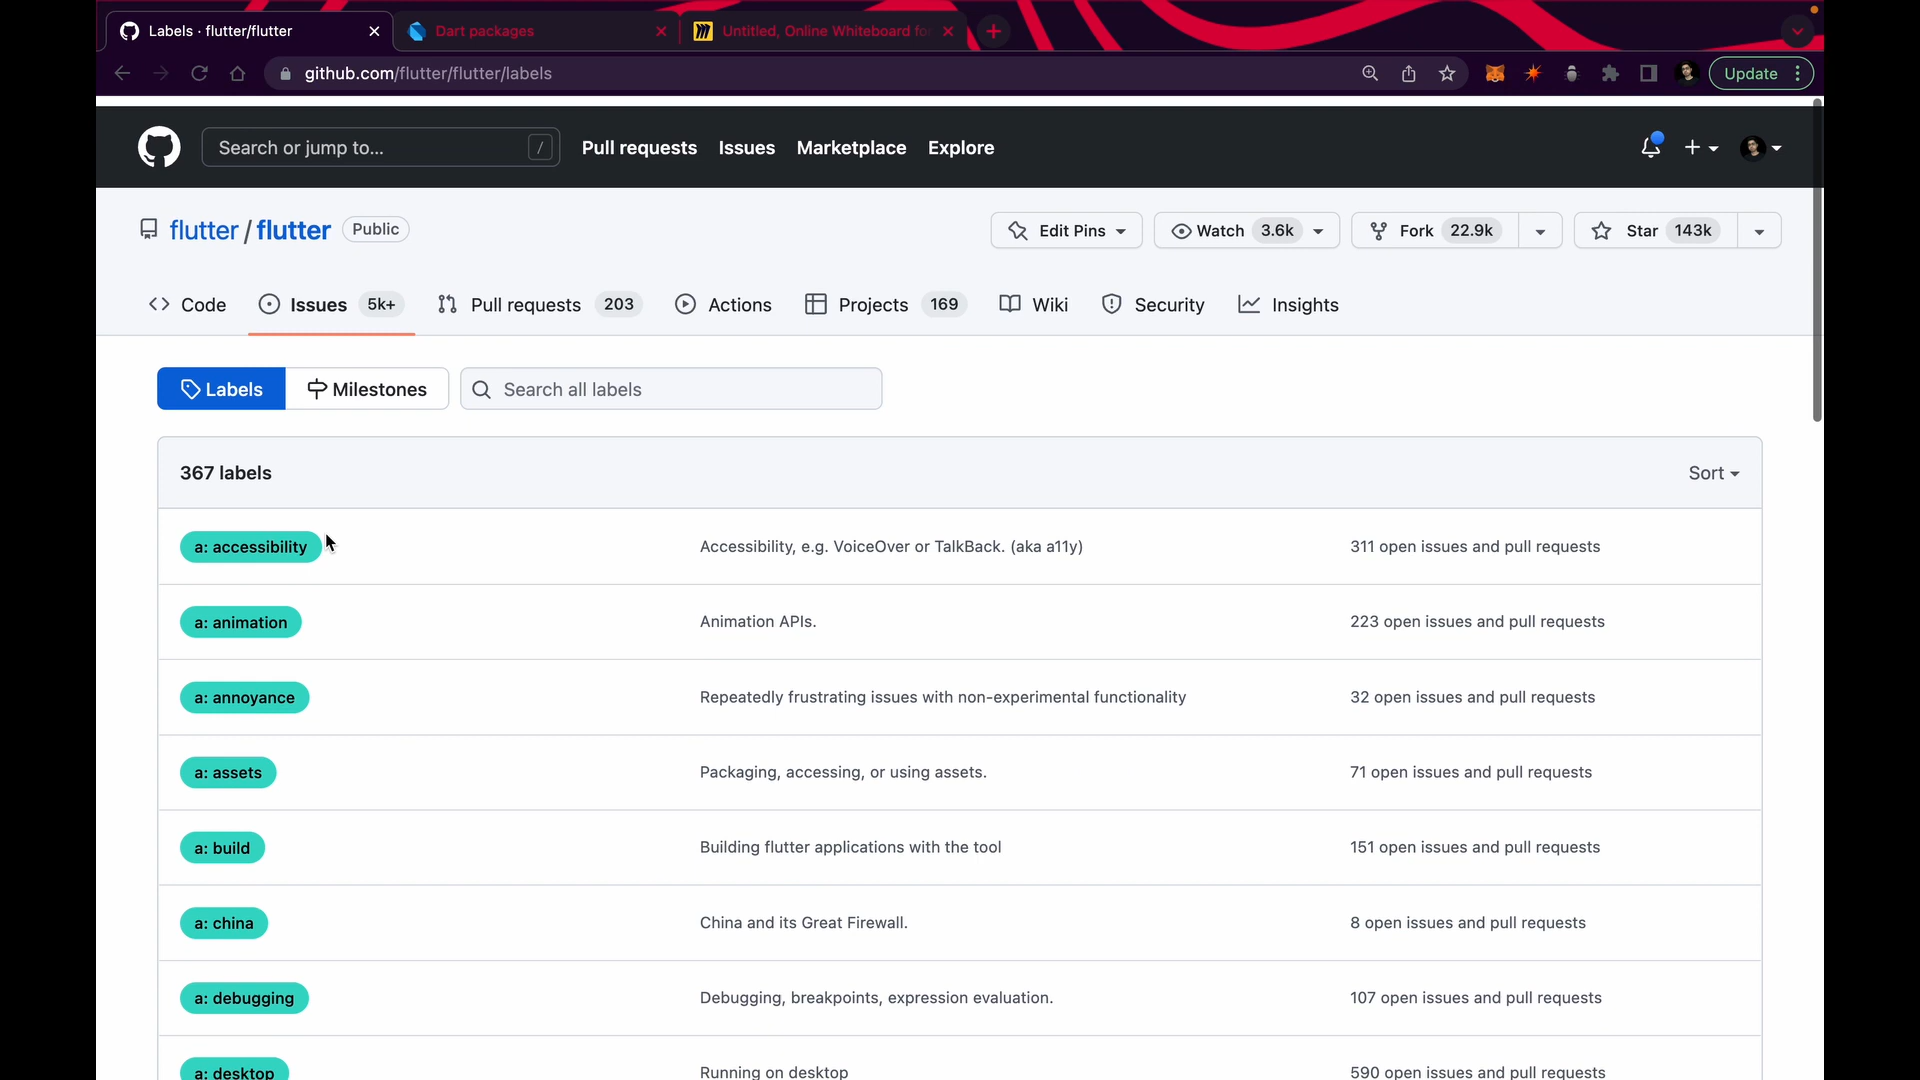 Labels · flutter/flutter
Dart packages
Untitled, Online Whiteboard for
github.com/flutter/flutter/labels
Update
Search or jump to...
/
Pull requests
Issues
Marketplace
Explore
flutter / flutter
Public
Edit Pins
Watch 3.6k
Fork 22.9k
Star 143k
Code
Issues 5k+
Pull requests 203
Actions
Projects 169
Wiki
Security
Insights
Labels
Milestones
Search all labels
367 labels
Sort
a: accessibility
Accessibility, e.g. VoiceOver or TalkBack. (aka a11y)
311 open issues and pull requests
a: animation
Animation APIs.
223 open issues and pull requests
a: annoyance
Repeatedly frustrating issues with non-experimental functionality
32 open issues and pull requests
a: assets
Packaging, accessing, or using assets.
71 open issues and pull requests
a: build
Building flutter applications with the tool
151 open issues and pull requests
a: china
China and its Great Firewall.
8 open issues and pull requests
a: debugging
Debugging, breakpoints, expression evaluation.
107 open issues and pull requests
a: desktop
Running on desktop
590 open issues and pull requests